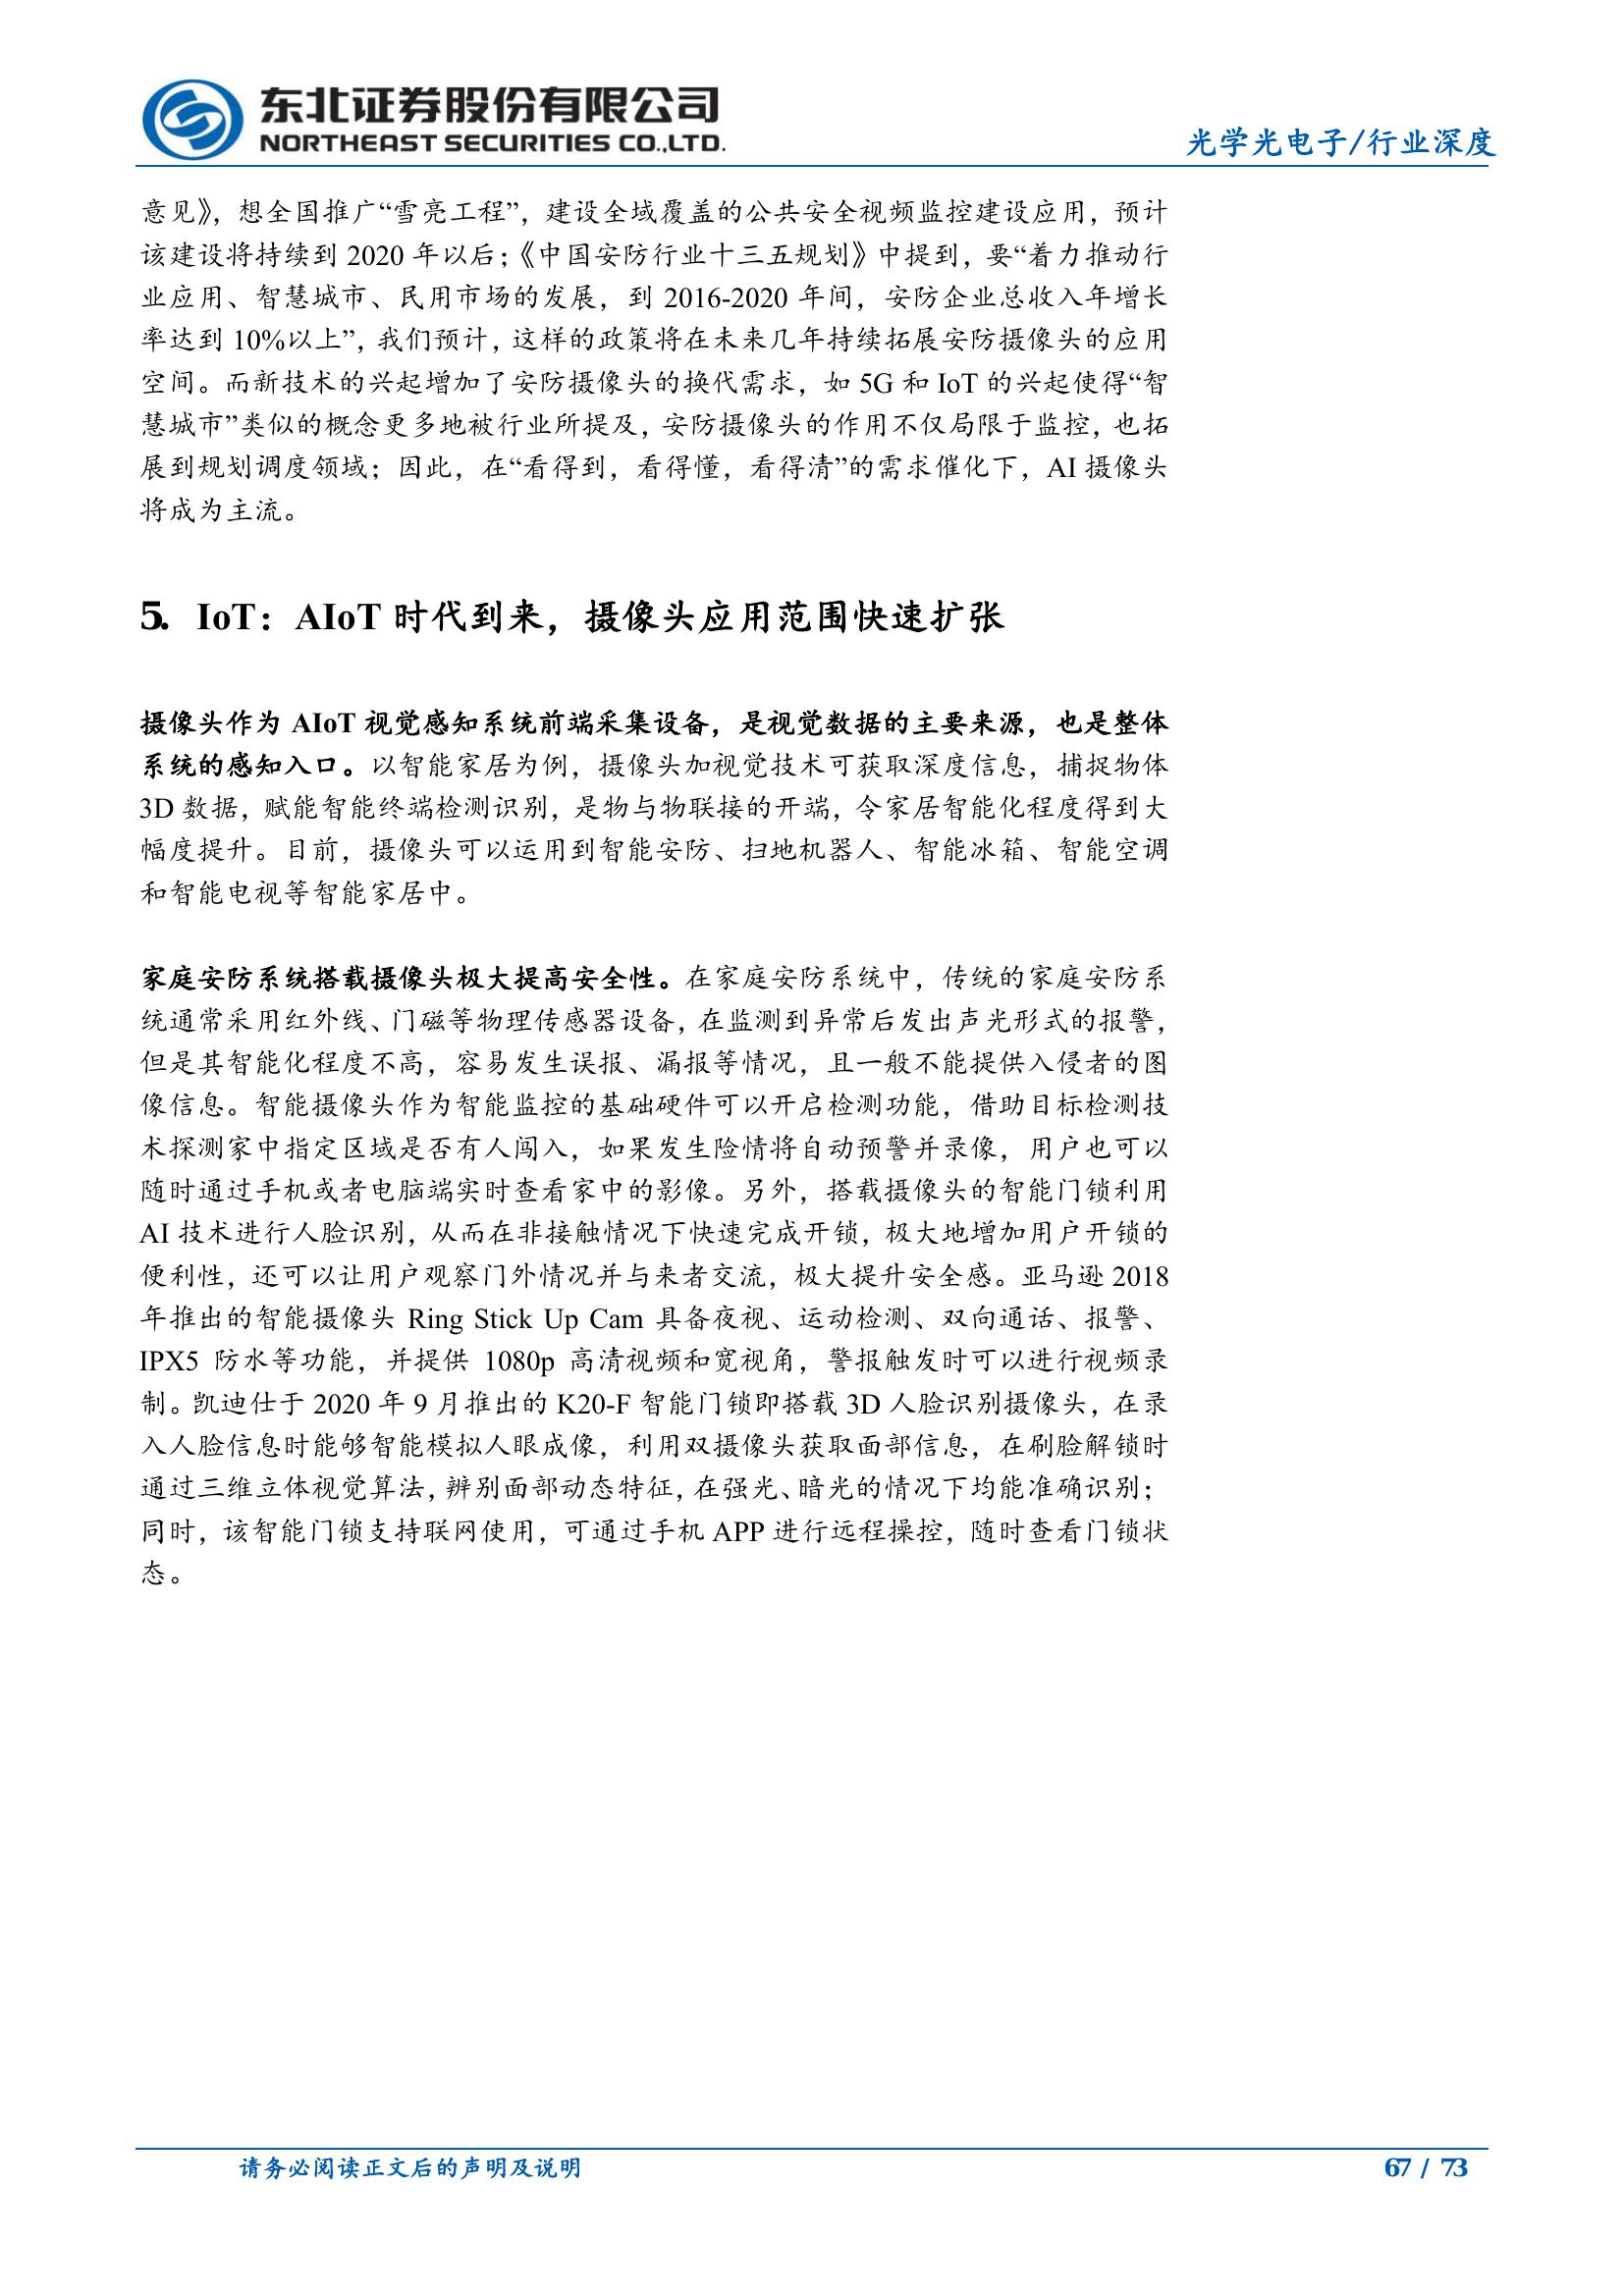 东北证券股份有限公司
NORTHEAST SECURITIES CO.,LTD.
光学光电子/行业深度
意见》，想全国推广“雪亮工程”，建设全域覆盖的公共安全视频监控建设应用，预计
该建设将持续到 2020 年以后；《中国安防行业十三五规划》中提到，要“着力推动行
业应用、智慧城市、民用市场的发展，到 2016-2020 年间，安防企业总收入年增长
率达到 10%以上”，我们预计，这样的政策将在未来几年持续拓展安防摄像头的应用
空间。而新技术的兴起增加了安防摄像头的换代需求，如 5G 和 IoT 的兴起使得“智
慧城市”类似的概念更多地被行业所提及，安防摄像头的作用不仅局限于监控，也拓
展到规划调度领域；因此，在“看得到，看得懂，看得清”的需求催化下，AI 摄像头
将成为主流。
5. IoT：AIoT 时代到来，摄像头应用范围快速扩张
摄像头作为 AIoT 视觉感知系统前端采集设备，是视觉数据的主要来源，也是整体
系统的感知入口。以智能家居为例，摄像头加视觉技术可获取深度信息，捕捉物体
3D 数据，赋能智能终端检测识别，是物与物联接的开端，令家居智能化程度得到大
幅度提升。目前，摄像头可以运用到智能安防、扫地机器人、智能冰箱、智能空调
和智能电视等智能家居中。
家庭安防系统搭载摄像头极大提高安全性。在家庭安防系统中，传统的家庭安防系
统通常采用红外线、门磁等物理传感器设备，在监测到异常后发出声光形式的报警，
但是其智能化程度不高，容易发生误报、漏报等情况，且一般不能提供入侵者的图
像信息。智能摄像头作为智能监控的基础硬件可以开启检测功能，借助目标检测技
术探测家中指定区域是否有人闯入，如果发生险情将自动预警并录像，用户也可以
随时通过手机或者电脑端实时查看家中的影像。另外，搭载摄像头的智能门锁利用
AI 技术进行人脸识别，从而在非接触情况下快速完成开锁，极大地增加用户开锁的
便利性，还可以让用户观察门外情况并与来者交流，极大提升安全感。亚马逊 2018
年推出的智能摄像头 Ring Stick Up Cam 具备夜视、运动检测、双向通话、报警、
IPX5 防水等功能，并提供 1080p 高清视频和宽视角，警报触发时可以进行视频录
制。凯迪仕于 2020 年 9 月推出的 K20-F 智能门锁即搭载 3D 人脸识别摄像头，在录
入人脸信息时能够智能模拟人眼成像，利用双摄像头获取面部信息，在刷脸解锁时
通过三维立体视觉算法，辨别面部动态特征，在强光、暗光的情况下均能准确识别；
同时，该智能门锁支持联网使用，可通过手机 APP 进行远程操控，随时查看门锁状
态。
请务必阅读正文后的声明及说明
67 / 73